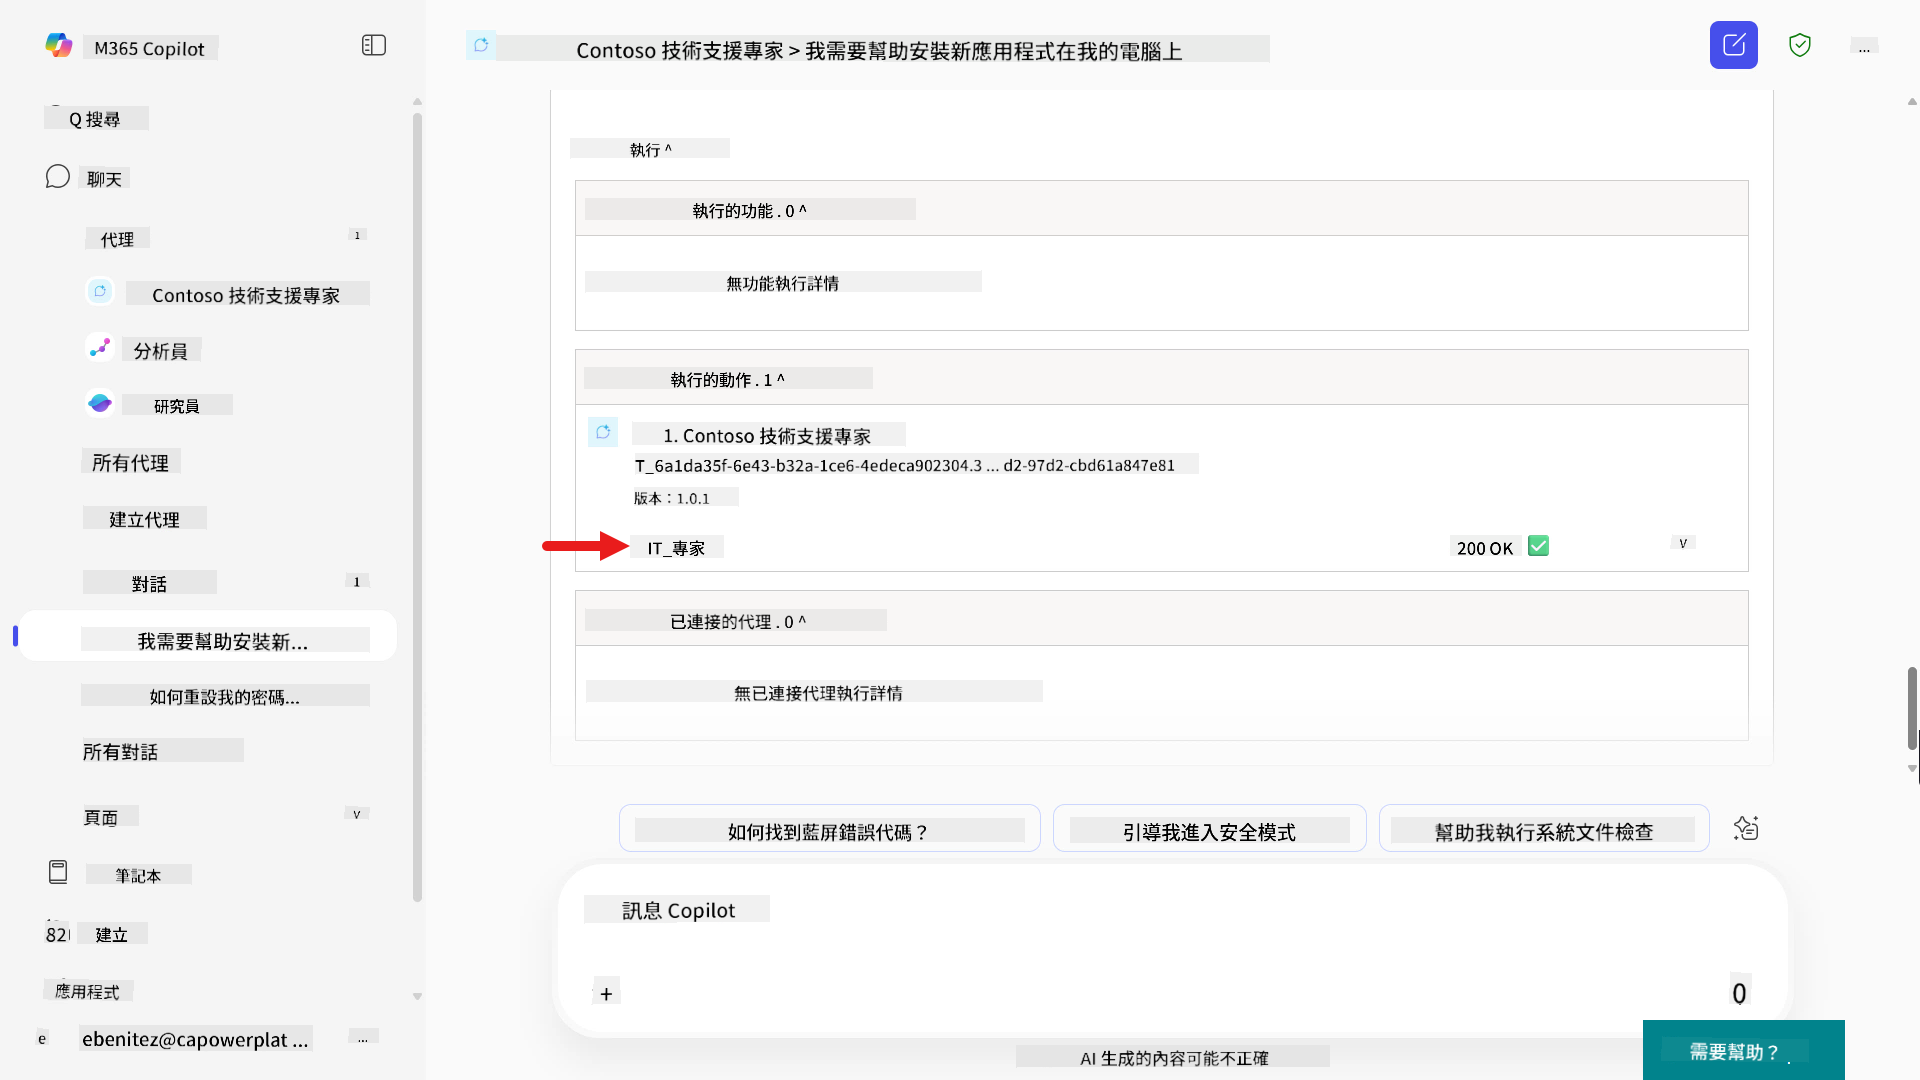 M365 Copilot
Q 搜尋
聊天
代理
1
Contoso 技術支援專家
分析員
研究員
所有代理
建立代理
對話
1
我需要幫助安裝新...
如何重設我的密碼...
所有對話
頁面
v
筆記本
82
建立
應用程式
e
ebenitez@capowerplat ...
...
Contoso 技術支援專家 > 我需要幫助安裝新應用程式在我的電腦上
...
執行 ^
執行的功能 . 0 ^
無功能執行詳情
執行的動作 . 1 ^
1. Contoso 技術支援專家
T_6a1da35f-6e43-b32a-1ce6-4edeca902304.3 ... d2-97d2-cbd61a847e81
版本：1.0.1
IT_專家
200 OK
v
已連接的代理 . 0 ^
無已連接代理執行詳情
如何找到藍屏錯誤代碼？
引導我進入安全模式
幫助我執行系統文件檢查
訊息 Copilot
+
0
AI 生成的內容可能不正確
需要幫助？ .